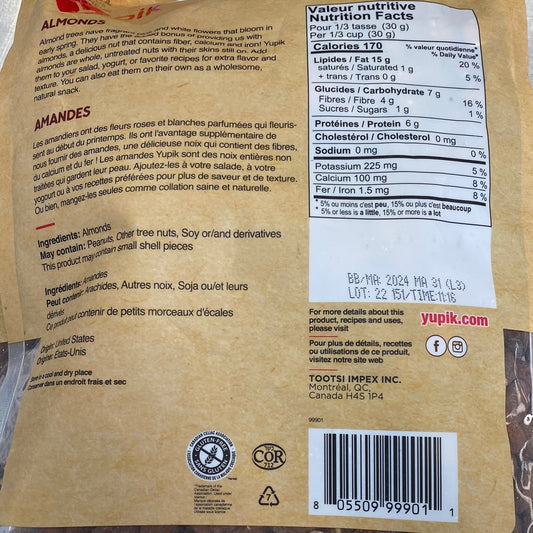 Yupik
ALMONDS
Almond trees have fragrant and white flowers that bloom in
early spring. They have the added bonus of providing us with
almonds, a delicious nut that contains fiber, calcium and iron! Yupik
almonds are whole, untreated nuts with their skins still on. Add
them to your salad, yogurt, or favorite recipes for extra flavor and
texture. You can also eat them on their own as a wholesome,
natural snack.
AMANDES
Les amandiers ont des fleurs roses et blanches parfumées qui fleuris-
sent au début du printemps. Ils ont l'avantage supplémentaire de
nous fournir des amandes, une délicieuse noix qui contient des fibres,
du calcium et du fer ! Les amandes Yupik sont des noix entières non
traitées qui gardent leur peau. Ajoutez-les à votre salade, à votre
yogourt ou à vos recettes préférées pour plus de saveur et de texture.
Ou bien, mangez-les seules comme collation saine et naturelle.
Ingredients: Almonds
May contain: Peanuts, Other tree nuts, Soy or/and derivatives
This product may contain small shell pieces
Ingrédients: Amandes
Peut contenir: Arachides, Autres noix, Soja ou/et leurs
dérivés
Ce produit peut contenir de petits morceaux d'écales
Origin: United States
Origine: États-Unis
Store in a cool and dry place
Conserver dans un endroit frais et sec
Valeur nutritive
Nutrition Facts
Pour 1/3 tasse (30 g)
Per 1/3 cup (30 g)
Calories 170 % valeur quotidienne*
% Daily Value*
Lipides / Fat 15 g 20 %
saturés / Saturated 1 g
+ trans / Trans 0 g 5 %
Glucides / Carbohydrate 7 g
Fibres / Fibre 4 g 16 %
Sucres / Sugars 1 g 1 %
Protéines / Protein 6 g
Cholestérol / Cholesterol 0 mg
Sodium 0 mg 0 %
Potassium 225 mg 5 %
Calcium 100 mg 8 %
Fer / Iron 1.5 mg 8 %
* 5% ou moins c'est peu, 15% ou plus c'est beaucoup
* 5% or less is a little, 15% or more is a lot
BB/MA: 2024 MA 31 (L3)
LOT: 22 151/TIME:11:16
For more details about this
product, recipes and uses,
please visit
yupik.com
Pour plus de détails, recettes
ou utilisations de ce produit,
visitez notre site web
TOOTSI IMPEX INC.
Montréal, QC,
Canada H4S 1P4
99901
CANADIAN CELIAC ASSOCIATION
GLUTEN-FREE
SANS GLUTEN
COR
7
8 05509 99901 1